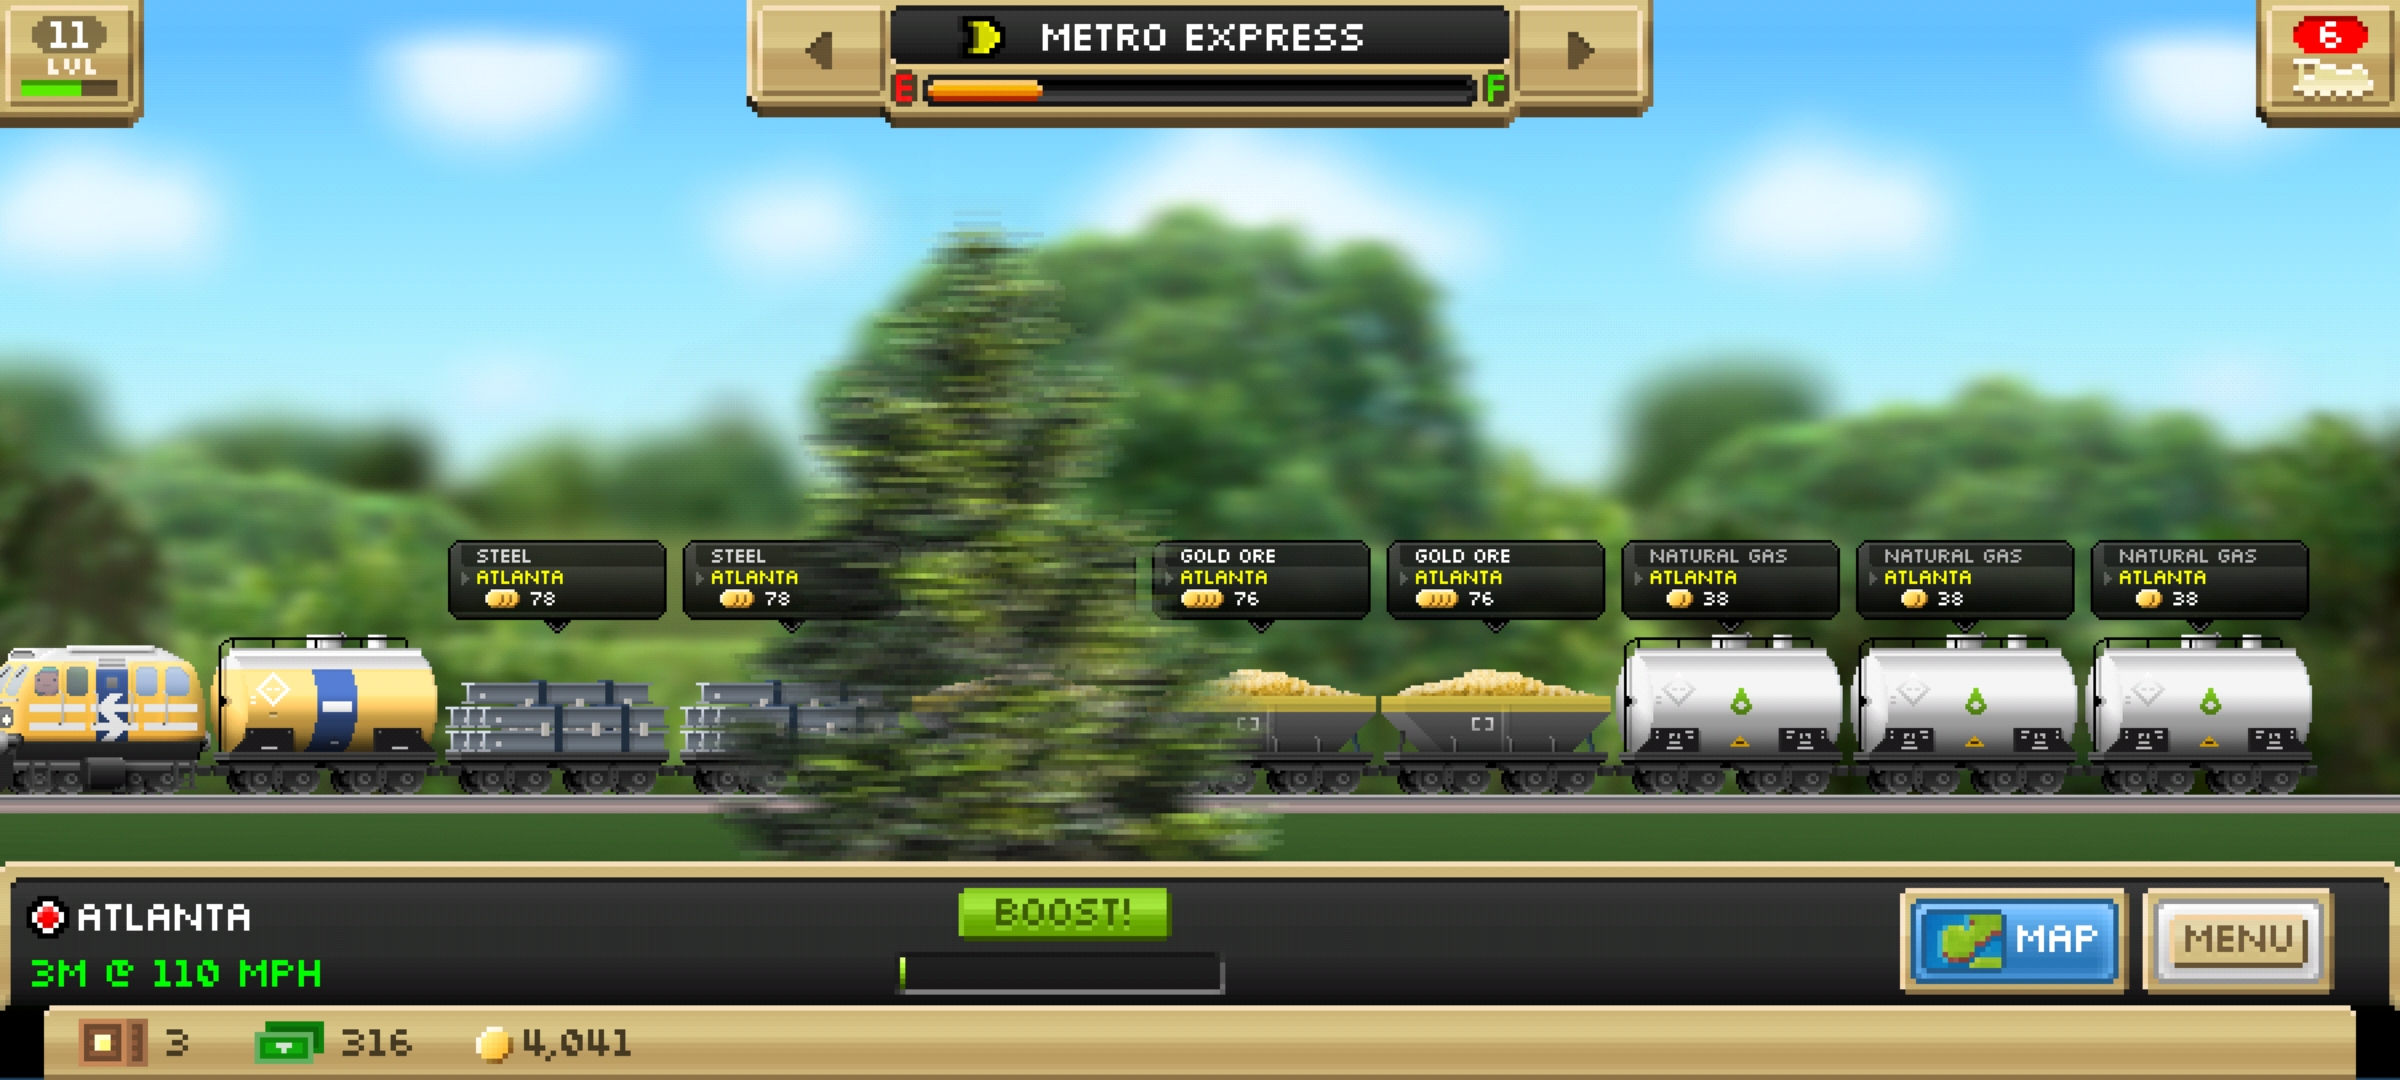 11
LVL
METRO EXPRESS
E F
6
STEEL
ATLANTA
78
STEEL
ATLANTA
78
GOLD ORE
ATLANTA
76
GOLD ORE
ATLANTA
76
NATURAL GAS
ATLANTA
38
NATURAL GAS
ATLANTA
38
NATURAL GAS
ATLANTA
38
ATLANTA
3M @ 110 MPH
BOOST!
MAP
MENU
3
316
4,041